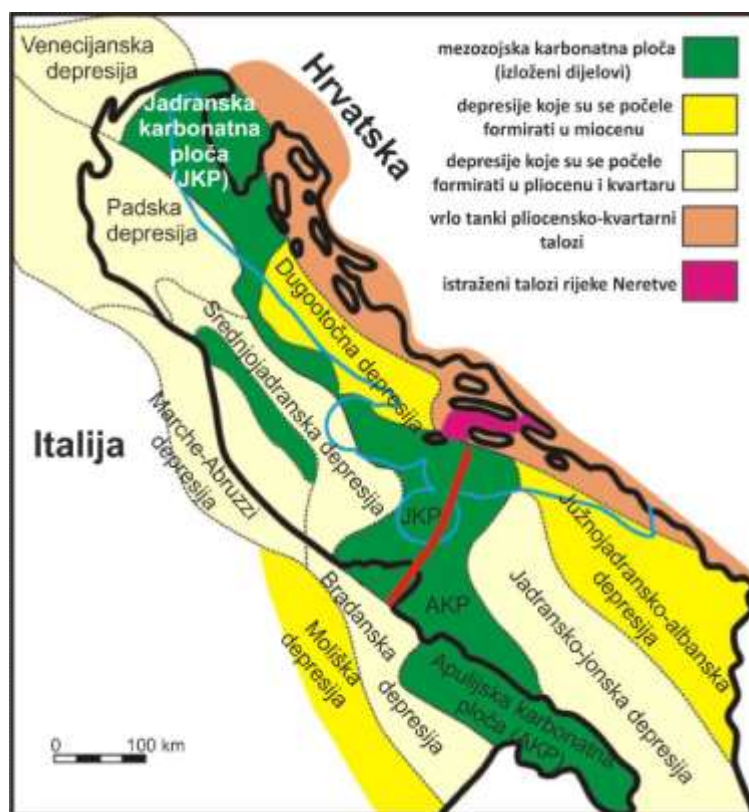 Venecijanska
depresija
Jadranska
karbonatna
ploča
(JKP)
Hrvatska
mezozojska karbonatna ploča
(izloženi dijelovi)
depresije koje su se počele
formirati u miocenu
depresije koje su se počele
formirati u pliocenu i kvartaru
vrlo tanki pliocensko-kvartarni
talozi
istraženi talozi rijeke Neretve
Padska
depresija
Dugootočna depresija
Srednjojadranska depresija
Italija
Marche-Abruzzi
depresija
JKP
AKP
Južnojadransko-albanska
depresija
Jadransko-jonska depresija
Bradanska
depresija
Moliška
depresija
Apulijska karbonatna
ploča (AKP)
0 100 km